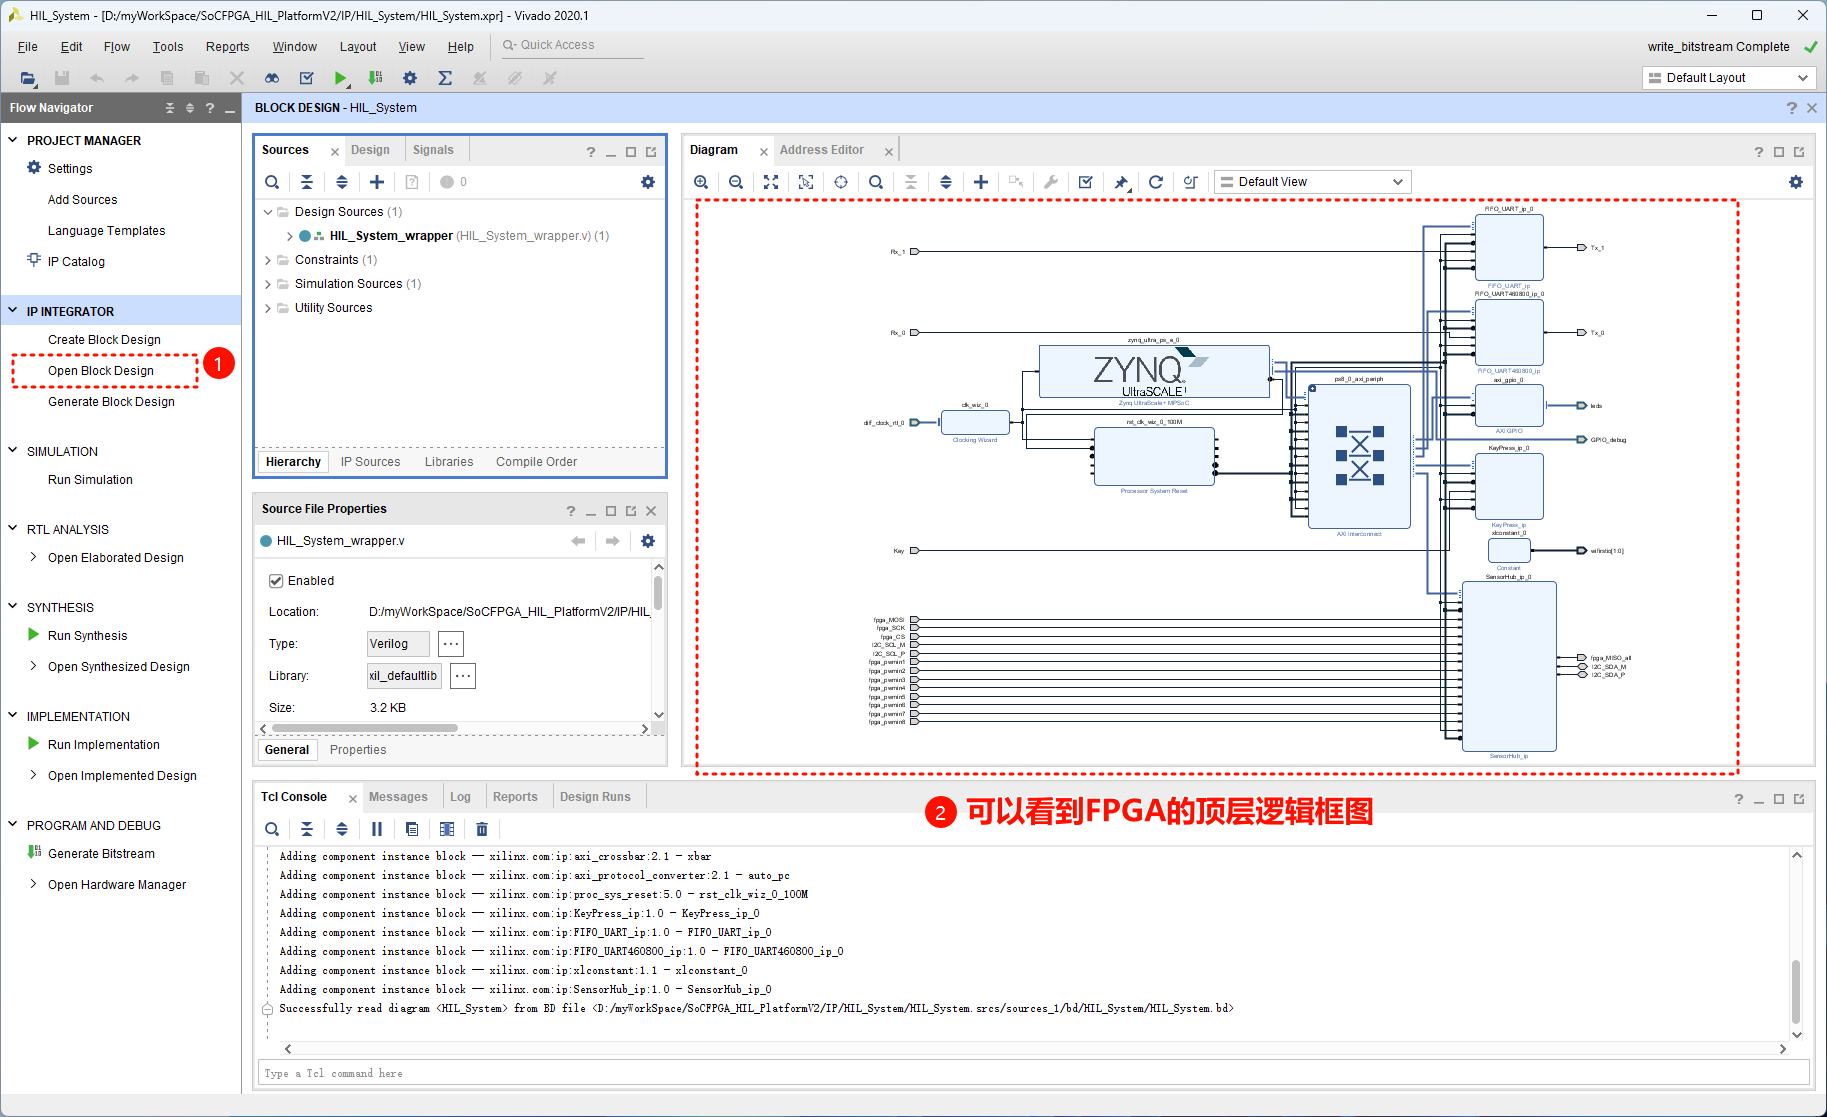 HIL_System - [D:/myWorkSpace/SoCFPGA_HIL_PlatformV2/IP/HIL_System/HIL_System.xpr] - Vivado 2020.1
File Edit Flow Tools Reports Window Layout View Help Quick Access
write_bitstream Complete
Default Layout
Flow Navigator
PROJECT MANAGER
Settings
Add Sources
Language Templates
IP Catalog
IP INTEGRATOR
Create Block Design
Open Block Design
1
Generate Block Design
SIMULATION
Run Simulation
RTL ANALYSIS
Open Elaborated Design
SYNTHESIS
Run Synthesis
Open Synthesized Design
IMPLEMENTATION
Run Implementation
Open Implemented Design
PROGRAM AND DEBUG
Generate Bitstream
Open Hardware Manager
BLOCK DESIGN - HIL_System
Sources Design Signals
0
Design Sources (1)
HIL_System_wrapper (HIL_System_wrapper.v) (1)
Constraints (1)
Simulation Sources (1)
Utility Sources
Hierarchy IP Sources Libraries Compile Order
Source File Properties
HIL_System_wrapper.v
Enabled
Location: D:/myWorkSpace/SoCFPGA_HIL_PlatformV2/IP/HIL_
Type: Verilog
Library: xil_defaultlib
Size: 3.2 KB
General Properties
Diagram Address Editor
Default View
FIFO_UART_ip_0
Rx_1
Tx_1
FIFO_UART_ip
FIFO_UART460800_ip_0
Rx_0
Tx_0
FIFO_UART460800_ip
zynq_ultra_ps_e_0
ZYNQ
UltraSCALE+
Zynq UltraScale+ MPSoC
ps8_0_axi_periph
AXI Interconnect
axi_gpio_0
leds
AXI GPIO
clk_wiz_0
diff_clock_rtl_0
Clocking Wizard
rst_clk_wiz_0_100M
Processor System Reset
GPIO_debug
KeyPress_ip_0
KeyPress_ip
Key
xlconstant_0
wifirstio[1:0]
Constant
SensorHub_ip_0
fpga_MOSI
fpga_SCK
fpga_CS
I2C_SCL_M
I2C_SCL_P
fpga_pwmin1
fpga_pwmin2
fpga_pwmin3
fpga_pwmin4
fpga_pwmin5
fpga_pwmin6
fpga_pwmin7
fpga_pwmin8
fpga_MISO_all
I2C_SDA_M
I2C_SDA_P
SensorHub_ip
2 可以看到FPGA的顶层逻辑框图
Tcl Console Messages Log Reports Design Runs
Adding component instance block -- xilinx.com:ip:axi_crossbar:2.1 - xbar
Adding component instance block -- xilinx.com:ip:axi_protocol_converter:2.1 - auto_pc
Adding component instance block -- xilinx.com:ip:proc_sys_reset:5.0 - rst_clk_wiz_0_100M
Adding component instance block -- xilinx.com:ip:KeyPress_ip:1.0 - KeyPress_ip_0
Adding component instance block -- xilinx.com:ip:FIFO_UART_ip:1.0 - FIFO_UART_ip_0
Adding component instance block -- xilinx.com:ip:FIFO_UART460800_ip:1.0 - FIFO_UART460800_ip_0
Adding component instance block -- xilinx.com:ip:xlconstant:1.1 - xlconstant_0
Adding component instance block -- xilinx.com:ip:SensorHub_ip:1.0 - SensorHub_ip_0
Successfully read diagram <HIL_System> from BD file <D:/myWorkSpace/SoCFPGA_HIL_PlatformV2/IP/HIL_System/HIL_System.srcs/sources_1/bd/HIL_System/HIL_System.bd>
Type a Tcl command here